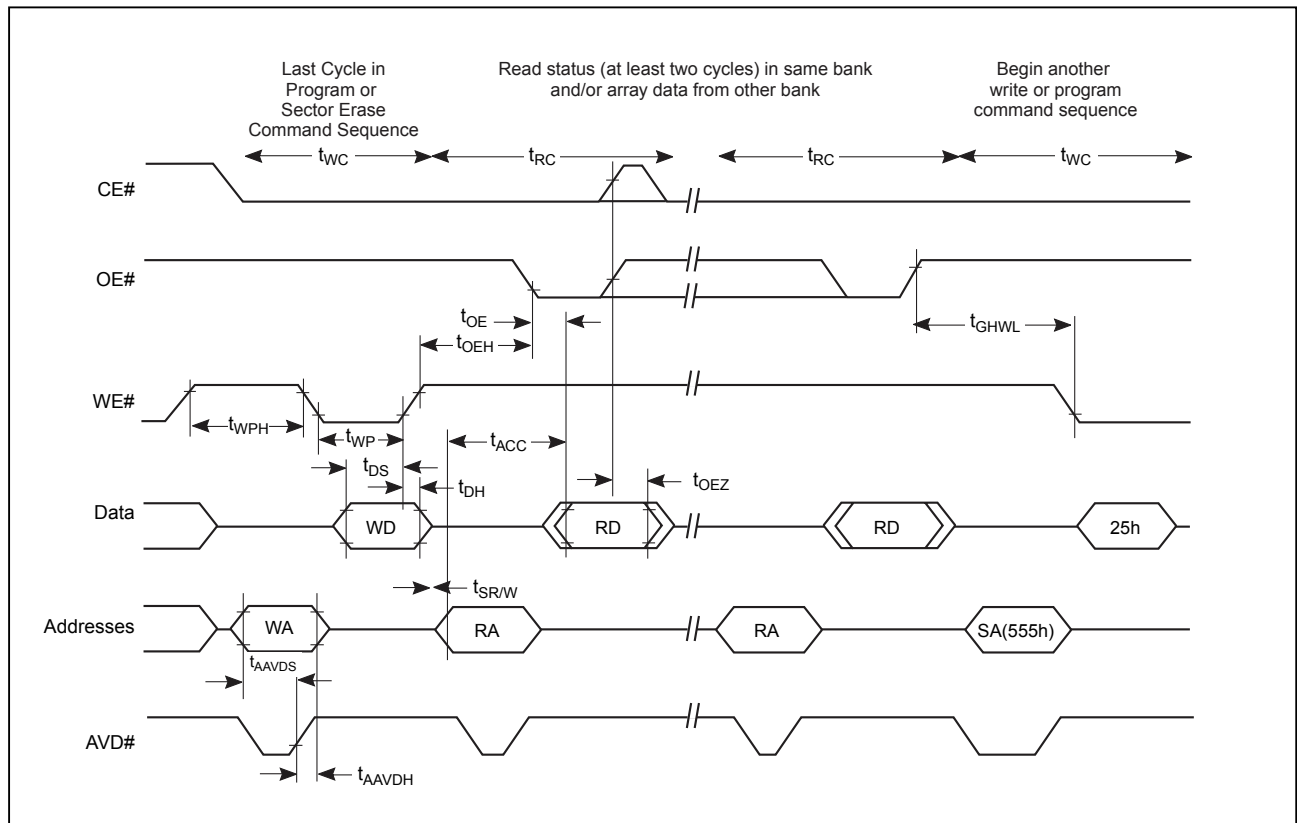 Last Cycle in
Program or
Sector Erase
Command Sequence
Read status (at least two cycles) in same bank
and/or array data from other bank
Begin another
write or program
command sequence
tWC
tRC
tRC
tWC
CE#
OE#
tOE
tOEH
tGHWL
WE#
tWPH
tWP
tACC
tDS
tDH
tOEZ
Data
WD
RD
RD
25h
tSR/W
Addresses
WA
RA
RA
SA(555h)
tAAVDS
AVD#
tAAVDH